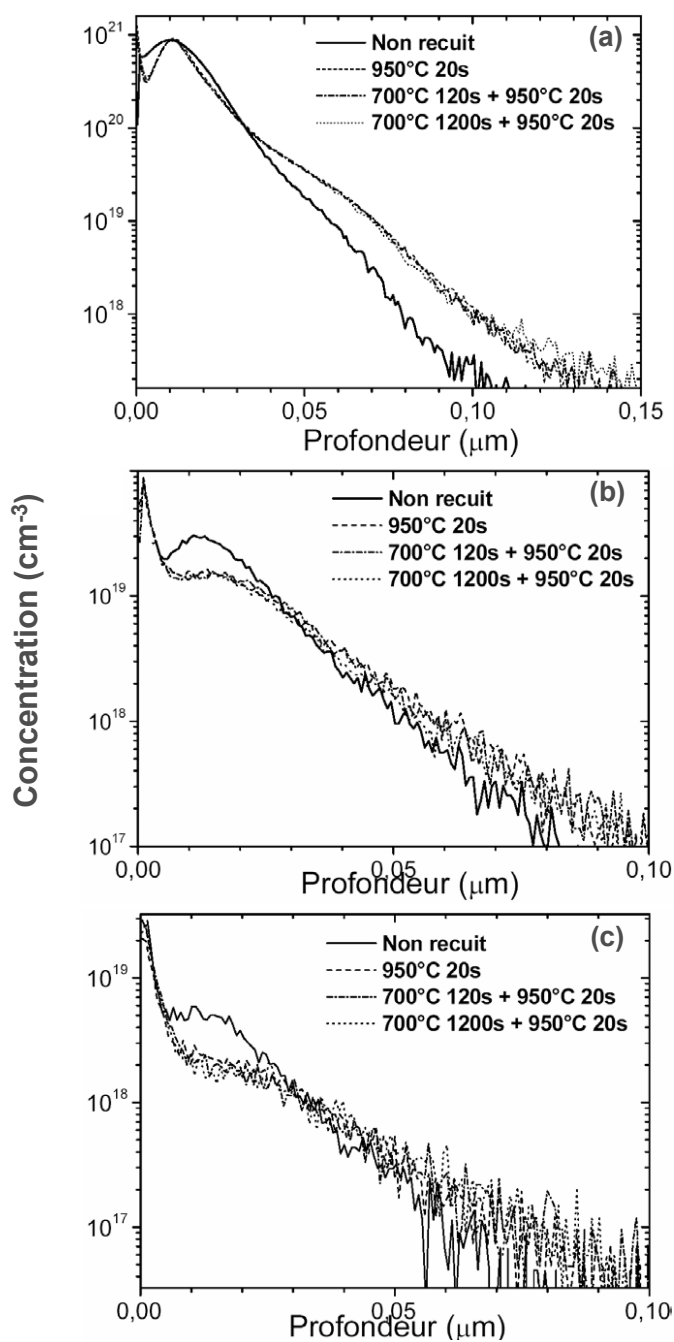 Concentration (cm⁻³)
(a)
Non recuit
950°C 20s
700°C 120s + 950°C 20s
700°C 1200s + 950°C 20s
10²¹
10²⁰
10¹⁹
10¹⁸
0,00 0,05 0,10 0,15
Profondeur (μm)
(b)
Non recuit
950°C 20s
700°C 120s + 950°C 20s
700°C 1200s + 950°C 20s
10¹⁹
10¹⁸
10¹⁷
0,00 0,05 0,10
Profondeur (μm)
(c)
Non recuit
950°C 20s
700°C 120s + 950°C 20s
700°C 1200s + 950°C 20s
10¹⁹
10¹⁸
10¹⁷
0,00 0,05 0,10
Profondeur (μm)